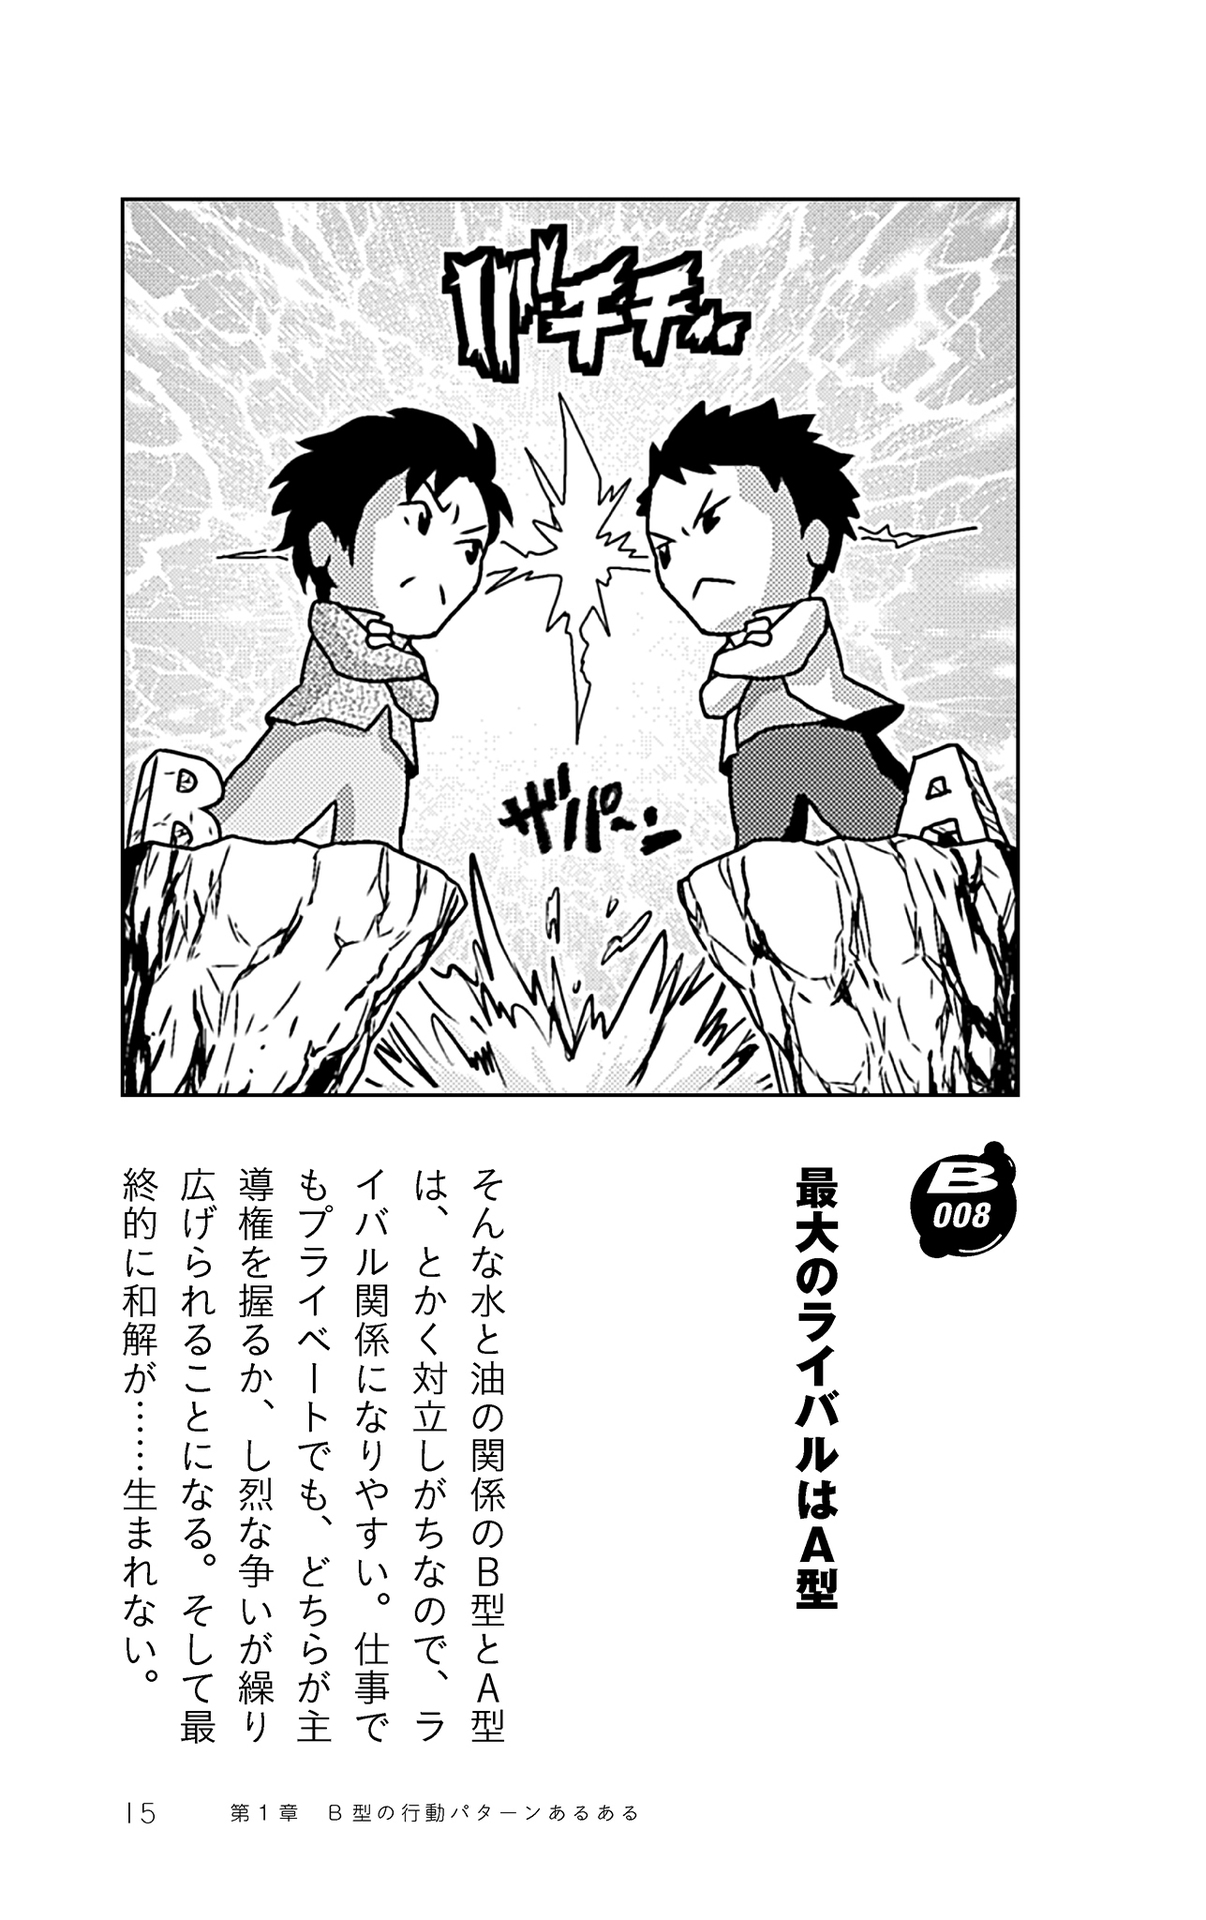 バチチッ
B
A
ザパーン
B
008
最大のライバルはA型
そんな水と油の関係のB型とA型
は、とかく対立しがちなので、ラ
イバル関係になりやすい。仕事で
もプライベートでも、どちらが主
導権を握るか、し烈な争いが繰り
広げられることになる。そして最
終的に和解が……生まれない。
15
第1章　B型の行動パターンあるある